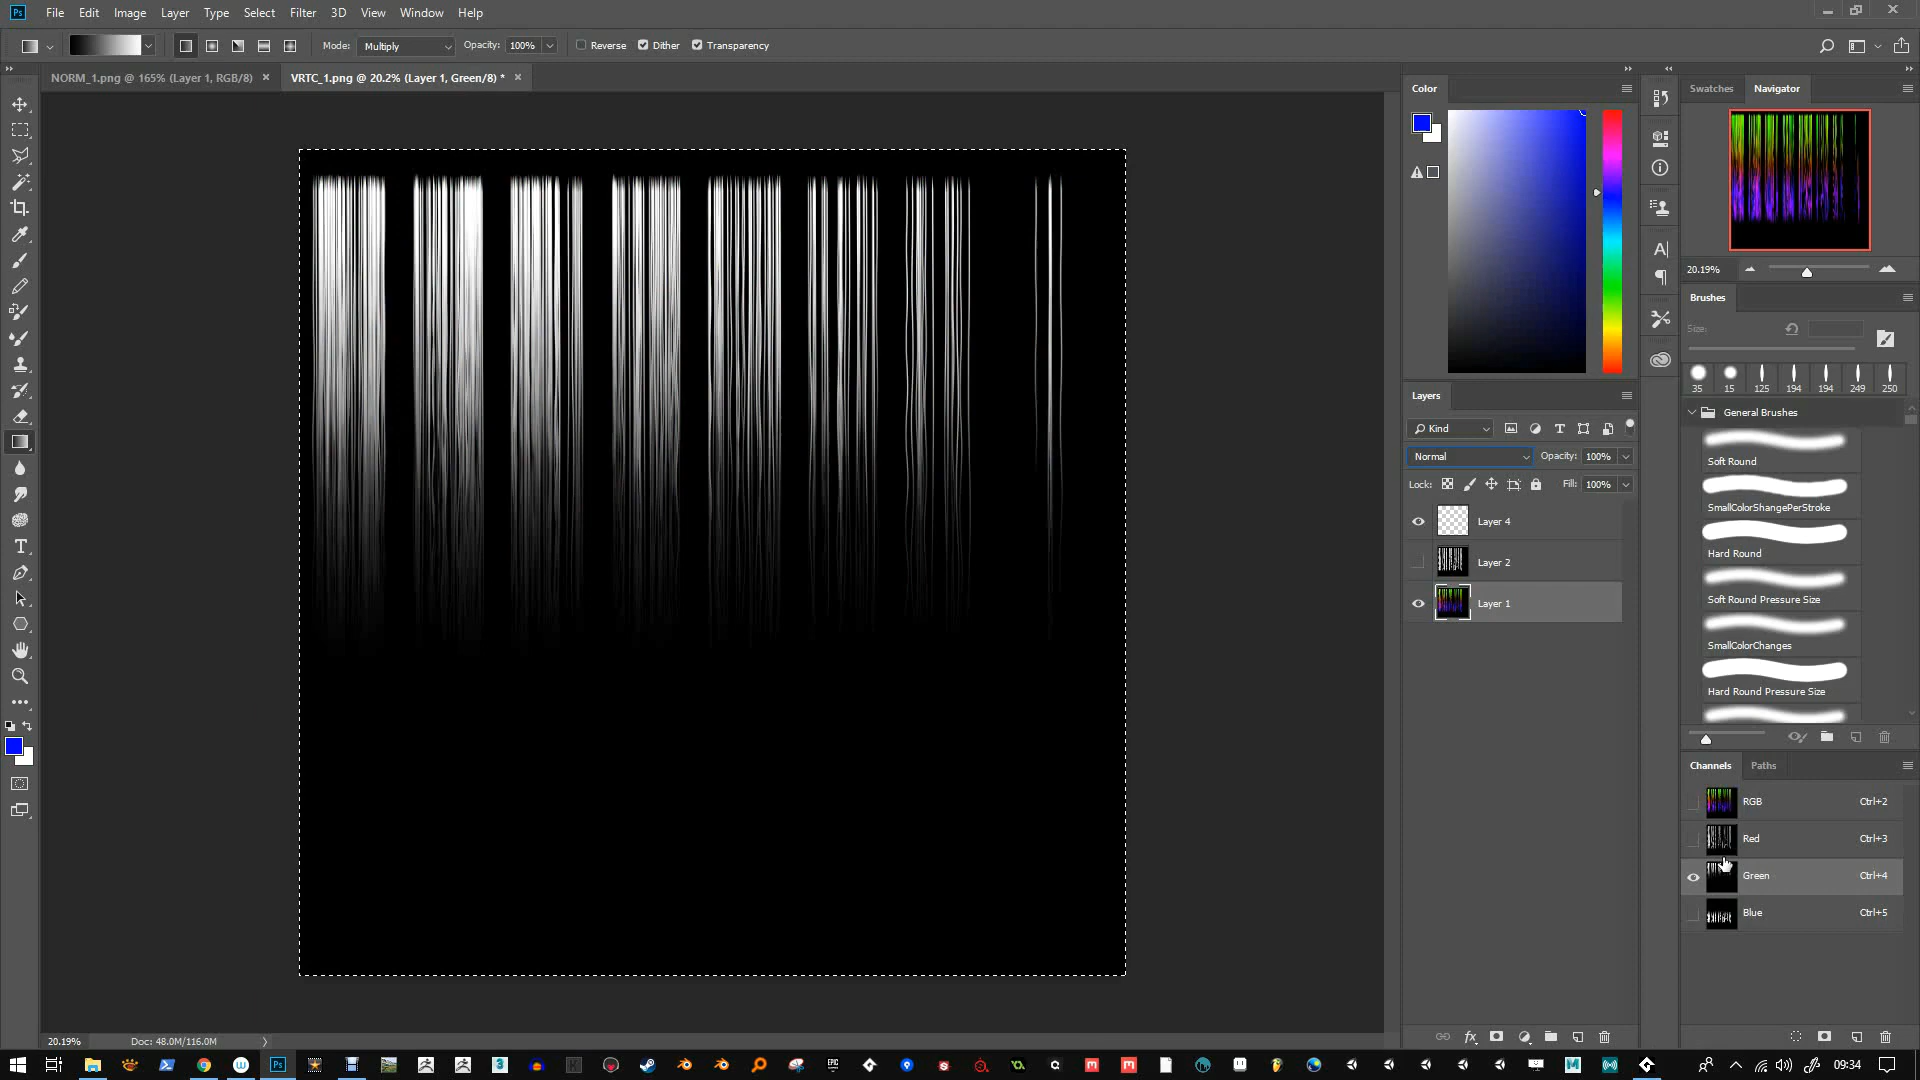 Ps File Edit Image Layer Type Select Filter 3D View Window Help
Mode: Multiply Opacity: 100% Reverse Dither Transparency
NORM_1.png @ 165% (Layer 1, RGB/8) × VRTC_1.png @ 20.2% (Layer 1, Green/8) * ×
Color
Swatches Navigator
20.19%
Brushes
Size:
35 15 125 194 194 249 250
General Brushes
Soft Round
SmallColorShangePerStroke
Hard Round
Soft Round Pressure Size
SmallColorChanges
Hard Round Pressure Size
Layers
Kind
Normal Opacity: 100%
Lock: Fill: 100%
Layer 4
Layer 2
Layer 1
Channels Paths
RGB Ctrl+2
Red Ctrl+3
Green Ctrl+4
Blue Ctrl+5
20.19% Doc: 48.0M/116.0M
09:34